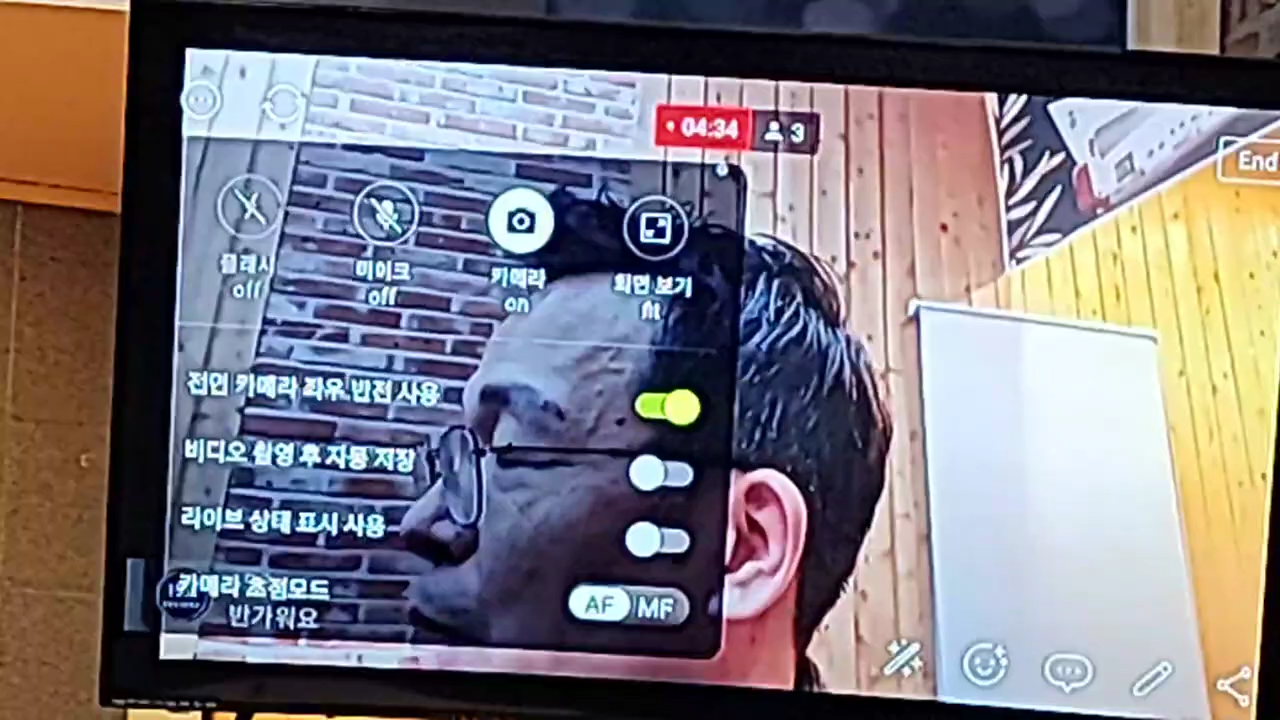 04:34
3
End
플래시 off
마이크 off
카메라 on
화면 보기 fit
전면 카메라 좌우 반전 사용
비디오 촬영 후 자동 저장
라이브 상태 표시 사용
카메라 초점모드
AF MF
반가워요